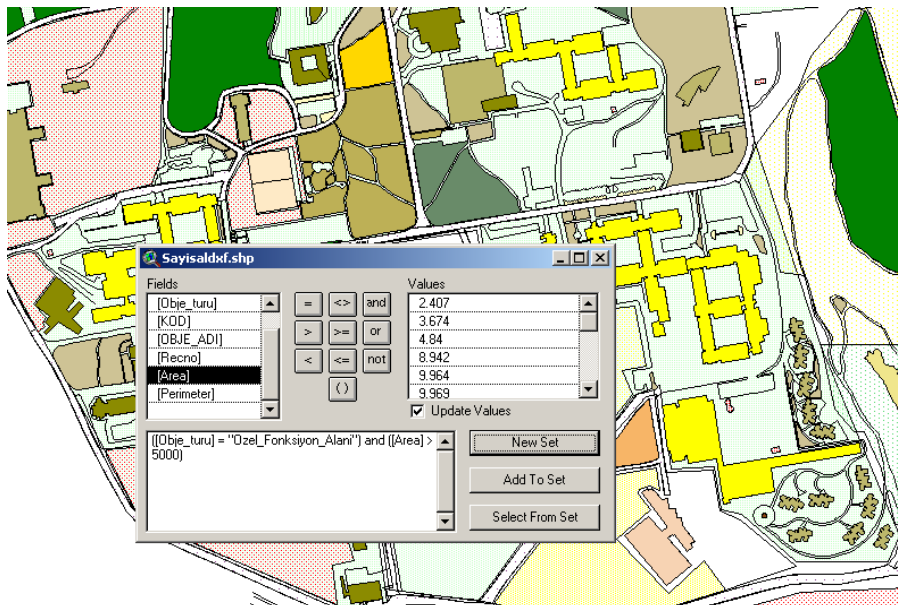 Sayisaldxf.shp
Fields
Values
[Obje_turu]
[KOD]
[OBJE_ADI]
[Recno]
[Area]
[Perimeter]
= <> and
> >= or
< <= not
( )
2.407
3.674
4.84
8.942
9.964
9.969
Update Values
([Obje_turu] = "Ozel_Fonksiyon_Alani") and ([Area] >
5000)
New Set
Add To Set
Select From Set